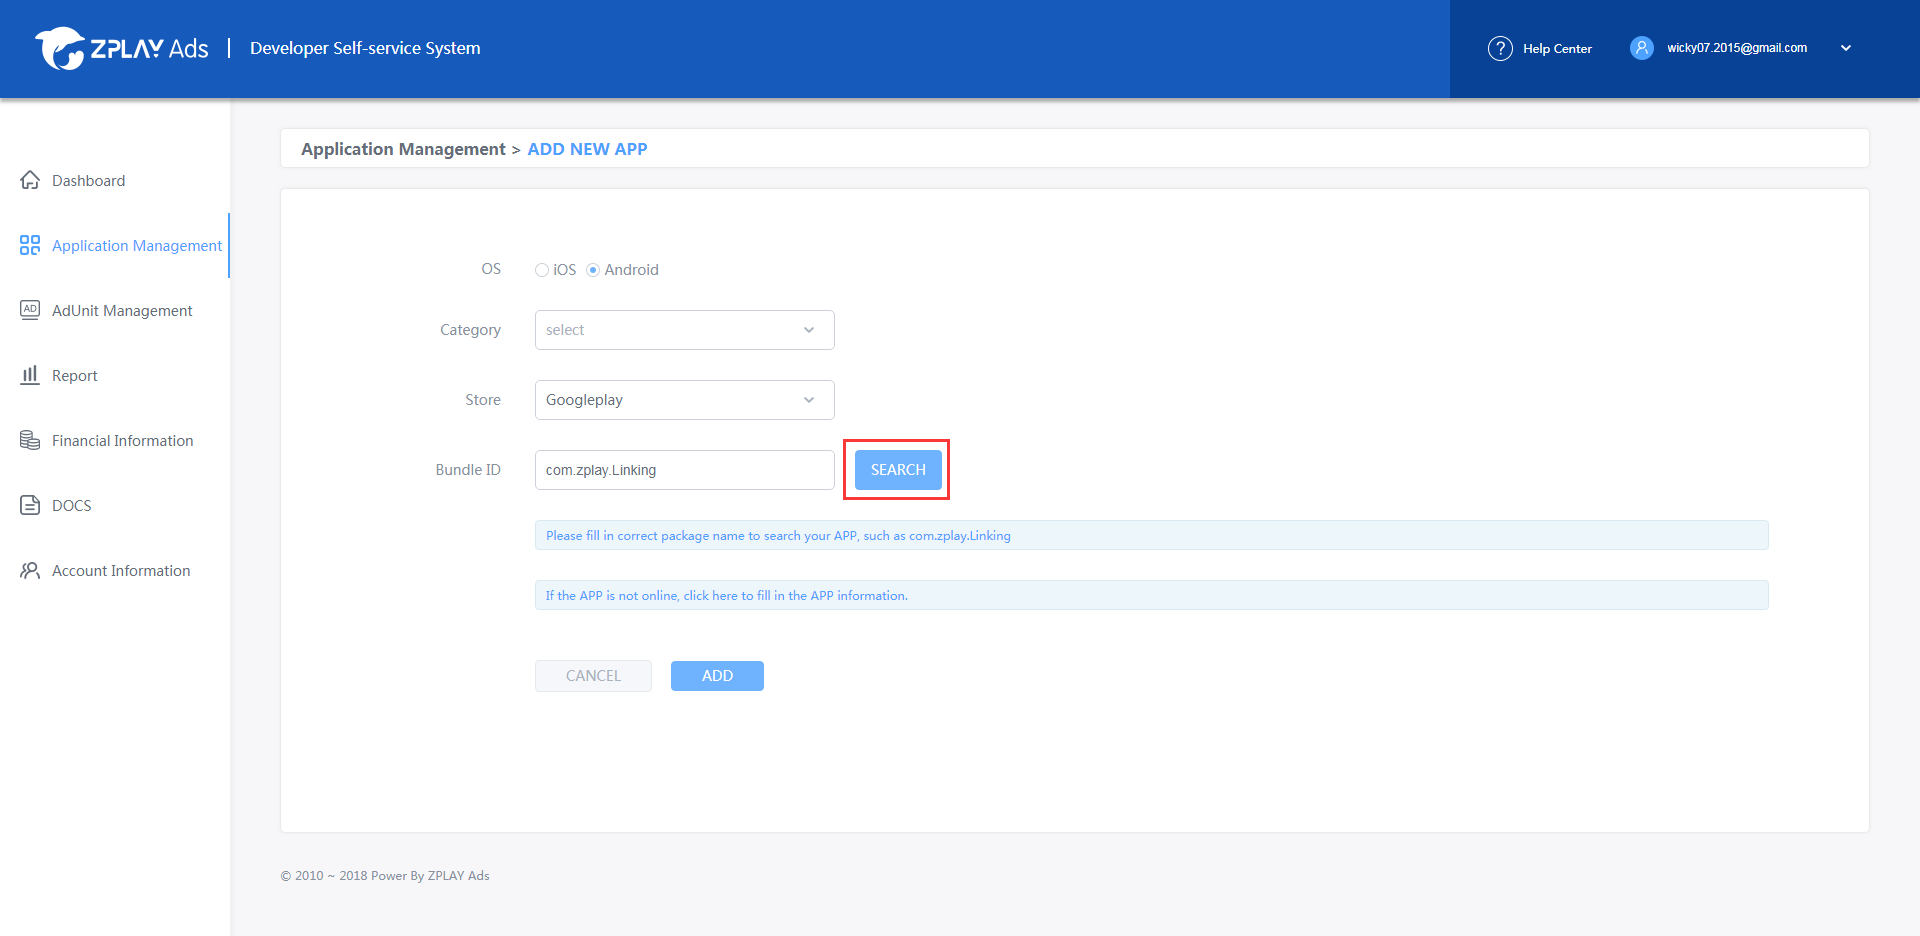 ZPLAY Ads | Developer Self-service System
? Help Center
wicky07.2015@gmail.com
Application Management > ADD NEW APP
Dashboard
Application Management
AD AdUnit Management
Report
Financial Information
DOCS
Account Information
OS iOS Android
Category select
Store Googleplay
Bundle ID com.zplay.Linking SEARCH
Please fill in correct package name to search your APP, such as com.zplay.Linking
If the APP is not online, click here to fill in the APP information.
CANCEL ADD
© 2010 ~ 2018 Power By ZPLAY Ads